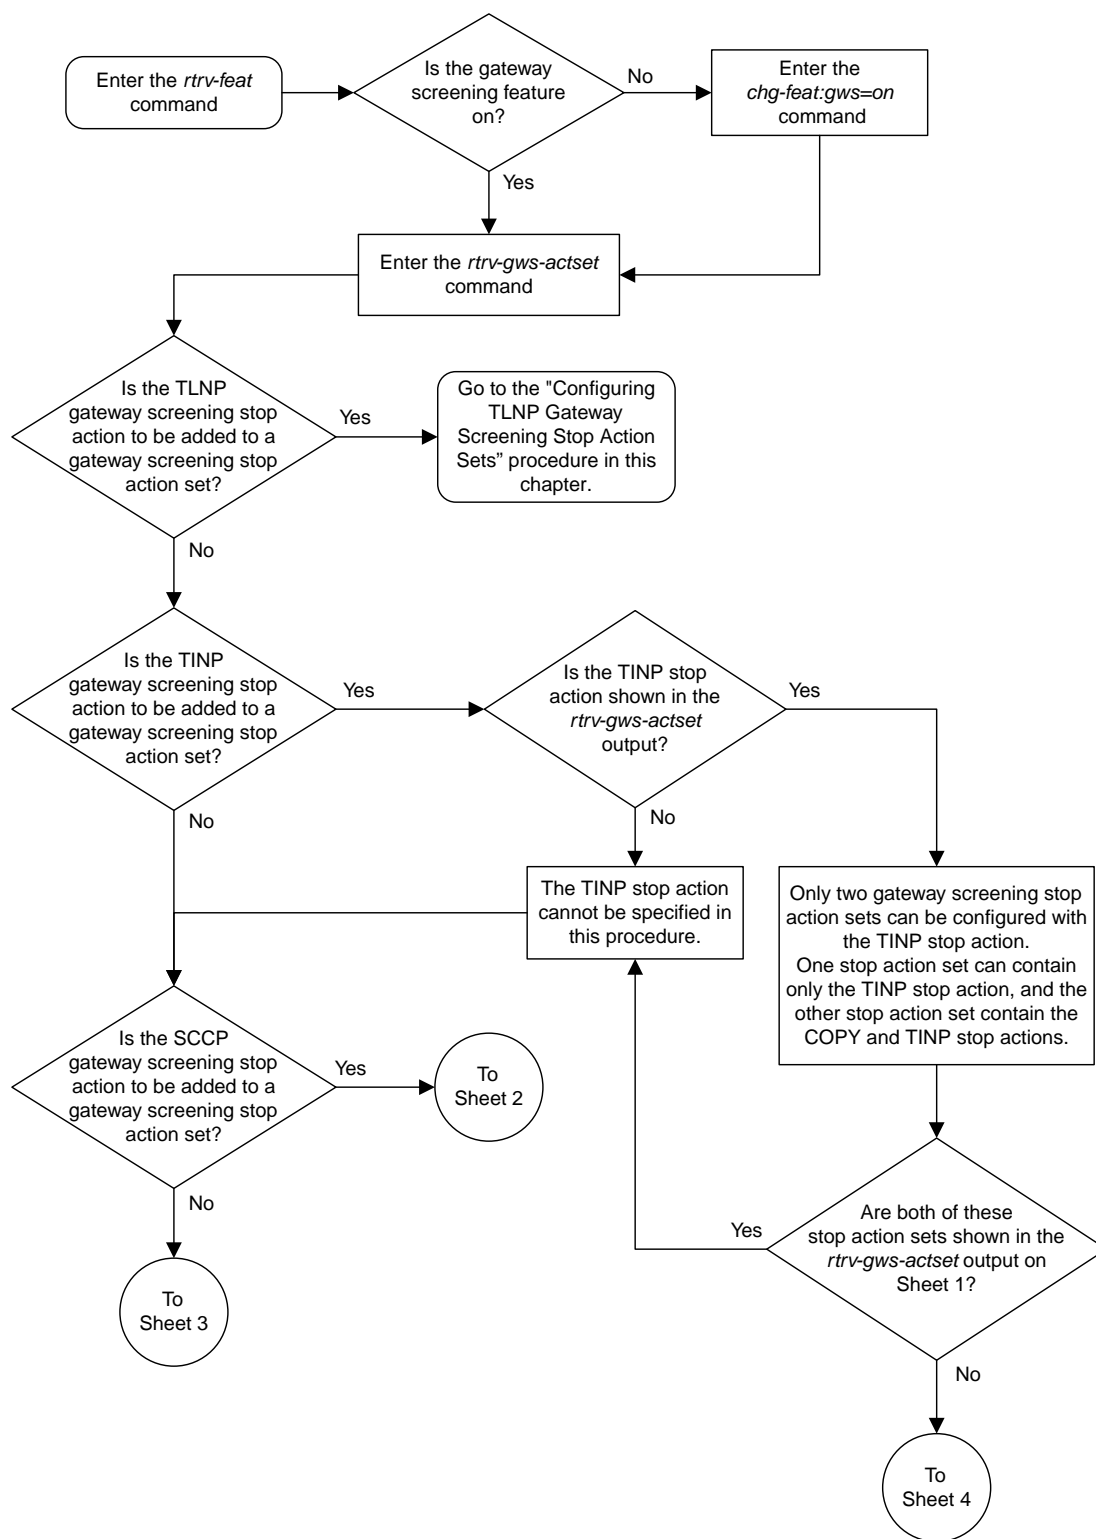 Enter the rtrv-feat
command
Is the gateway
screening feature
on?
No
Enter the
chg-feat:gws=on
command
Yes
Enter the rtrv-gws-actset
command
Is the TLNP
gateway screening stop
action to be added to a
gateway screening stop
action set?
Yes
Go to the "Configuring
TLNP Gateway
Screening Stop Action
Sets” procedure in this
chapter.
No
Is the TINP
gateway screening stop
action to be added to a
gateway screening stop
action set?
Yes
Is the TINP stop
action shown in the
rtrv-gws-actset
output?
Yes
No
No
The TINP stop action
cannot be specified in
this procedure.
Only two gateway screening stop
action sets can be configured with
the TINP stop action.
One stop action set can contain
only the TINP stop action, and the
other stop action set contain the
COPY and TINP stop actions.
Is the SCCP
gateway screening stop
action to be added to a
gateway screening stop
action set?
Yes
To
Sheet 2
No
To
Sheet 3
Are both of these
stop action sets shown in the
rtrv-gws-actset output on
Sheet 1?
Yes
No
To
Sheet 4